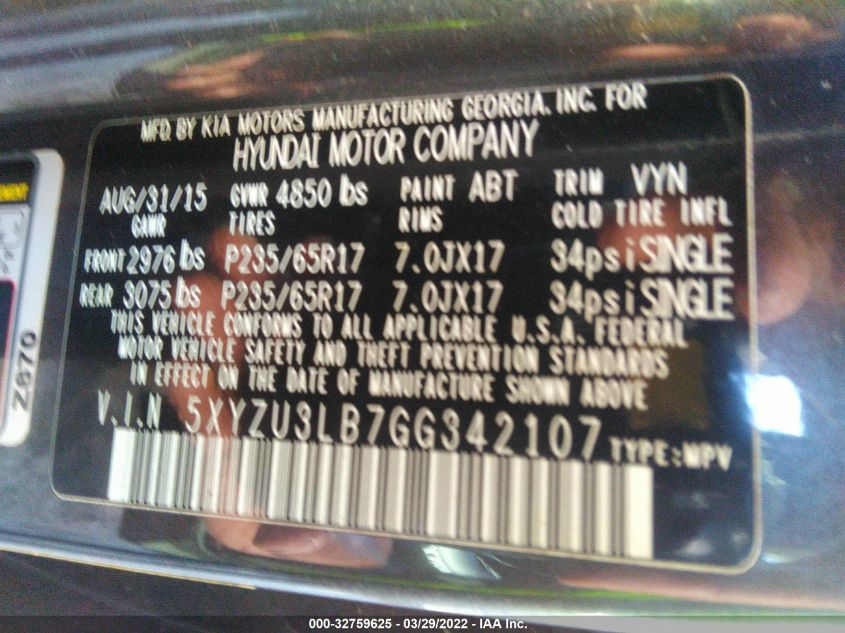 MFD. BY KIA MOTORS MANUFACTURING GEORGIA. INC. FOR
HYUNDAI MOTOR COMPANY
AUG/31/15 GVWR 4850 lbs PAINT ABT TRIM VYN
GAWR TIRES RIMS COLD TIRE INFL
FRONT 2976 lbs P235/65R17 7.0JX17 34psi SINGLE
REAR 3075 lbs P235/65R17 7.0JX17 34psi SINGLE
THIS VEHICLE CONFORMS TO ALL APPLICABLE U.S.A. FEDERAL
MOTOR VEHICLE SAFETY AND THEFT PREVENTION STANDARDS
IN EFFECT ON THE DATE OF MANUFACTURE SHOWN ABOVE
V.I.N 5XYZU3LB7GG342107 TYPE:MPV
Z670
000-32759625 - 03/29/2022 - IAA Inc.